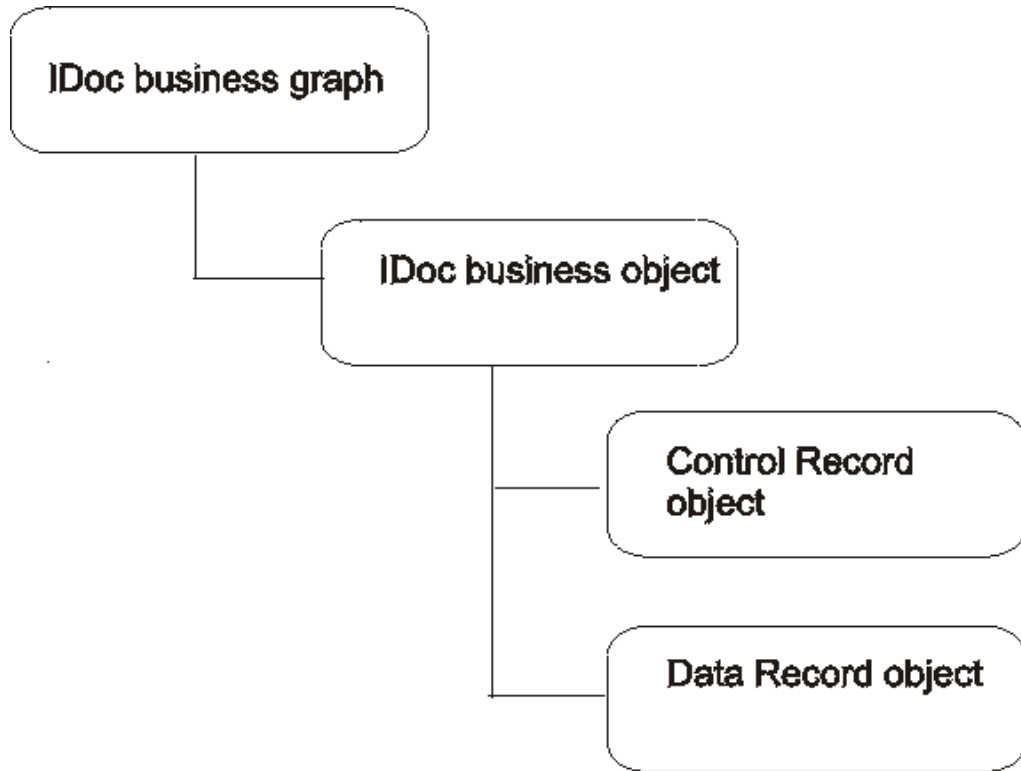 IDoc business graph
IDoc business object
Control Record
object
Data Record object